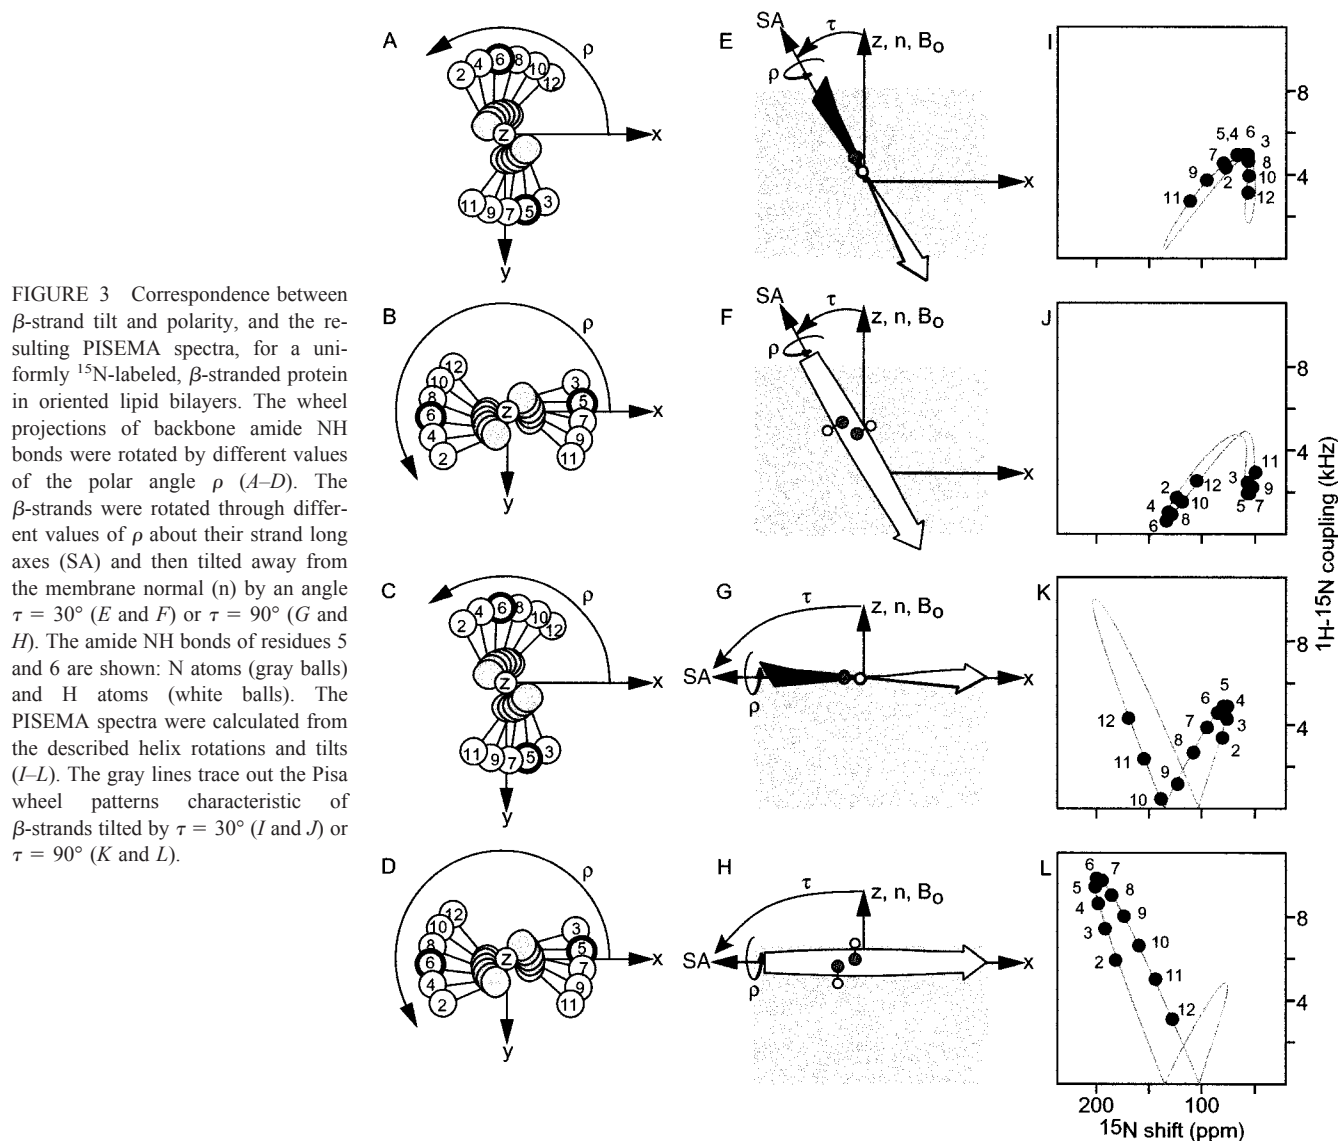 FIGURE 3 Correspondence between
β-strand tilt and polarity, and the re-
sulting PISEMA spectra, for a uni-
formly ¹⁵N-labeled, β-stranded protein
in oriented lipid bilayers. The wheel
projections of backbone amide NH
bonds were rotated by different values
of the polar angle ρ (A–D). The
β-strands were rotated through differ-
ent values of ρ about their strand long
axes (SA) and then tilted away from
the membrane normal (n) by an angle
τ = 30° (E and F) or τ = 90° (G and
H). The amide NH bonds of residues 5
and 6 are shown: N atoms (gray balls)
and H atoms (white balls). The
PISEMA spectra were calculated from
the described helix rotations and tilts
(I–L). The gray lines trace out the Pisa
wheel patterns characteristic of
β-strands tilted by τ = 30° (I and J) or
τ = 90° (K and L).
A
ρ
2 4 6 8 10 12
z
x
11 9 7 5 3
y
E
SA
τ
z, n, Bₒ
ρ
x
I
8
4
5,4 6 3
7 2 8
9 10
11 12
B
ρ
12 10 8 6 4 2
z
3 5 7 9 11
x
y
F
SA
τ
z, n, Bₒ
ρ
x
J
8
4
2 12 3 11
4 10 9
6 8 5 7
C
ρ
2 4 6 8 10 12
z
x
11 9 7 5 3
y
G
τ
z, n, Bₒ
SA
ρ
x
K
8
4
5 4
6 3
12 7 2
11 8
10 9
D
ρ
12 10 8 6 4 2
z
3 5 7 9 11
x
y
H
τ
z, n, Bₒ
SA
ρ
x
L
8
4
6 7
5 8
4 9
3 10
2 11
12
200 100
¹⁵N shift (ppm)
¹H-¹⁵N coupling (kHz)